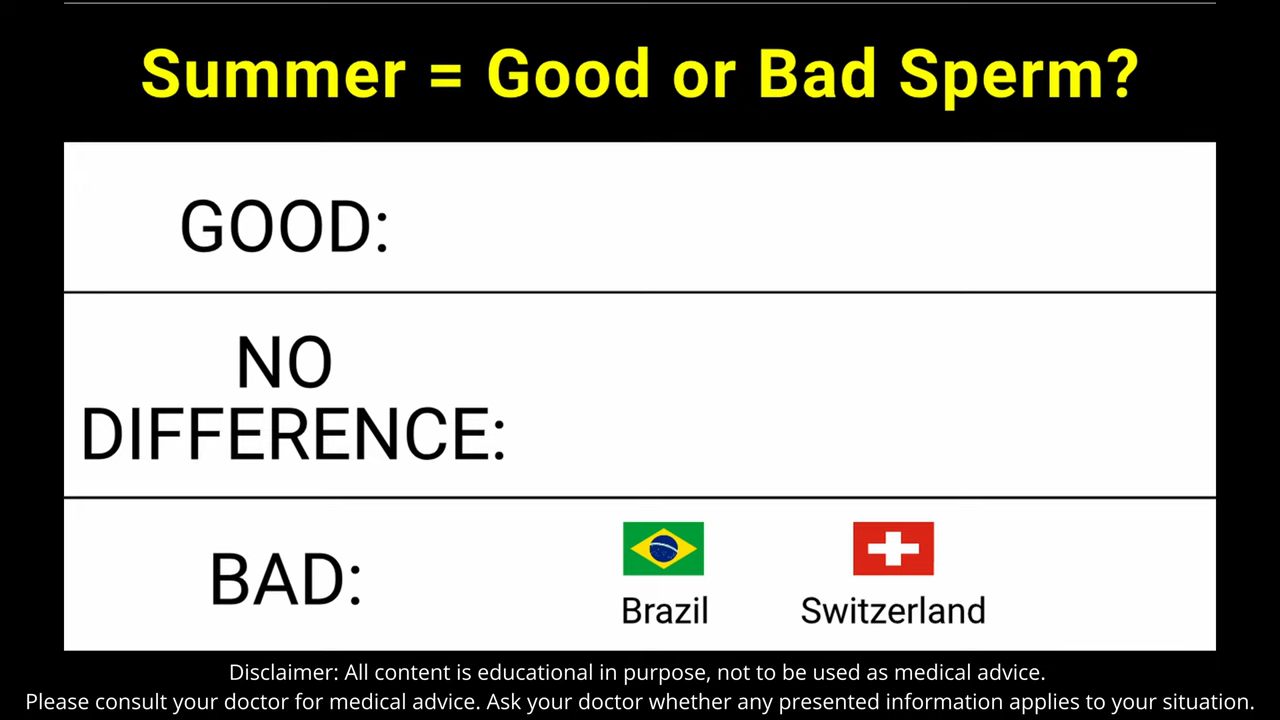 Summer = Good or Bad Sperm?
GOOD:
NO
DIFFERENCE:
BAD:
Brazil
Switzerland
Disclaimer: All content is educational in purpose, not to be used as medical advice.
Please consult your doctor for medical advice. Ask your doctor whether any presented information applies to your situation.